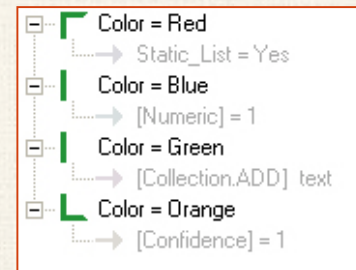 Color = Red
Static_List = Yes
Color = Blue
[Numeric] = 1
Color = Green
[Collection.ADD] text
Color = Orange
[Confidence] = 1